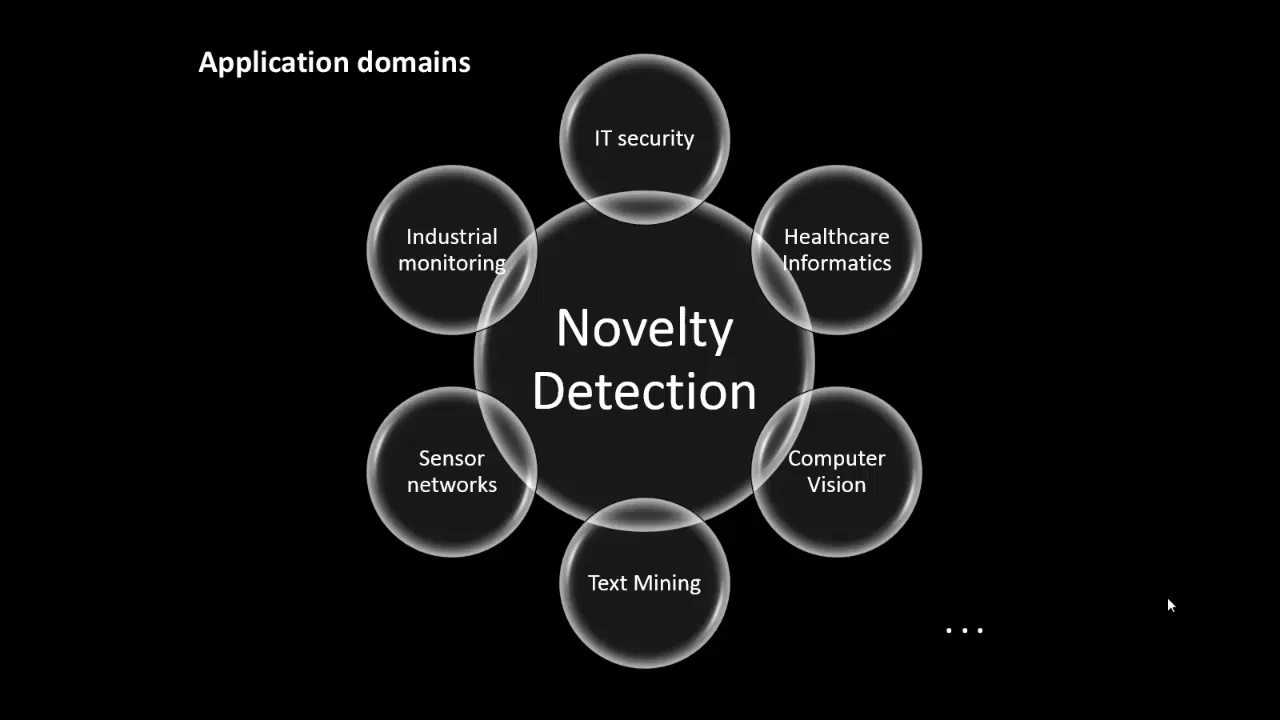 Application domains
IT security
Healthcare
Informatics
Computer
Vision
Text Mining
Sensor
networks
Industrial
monitoring
Novelty
Detection
...